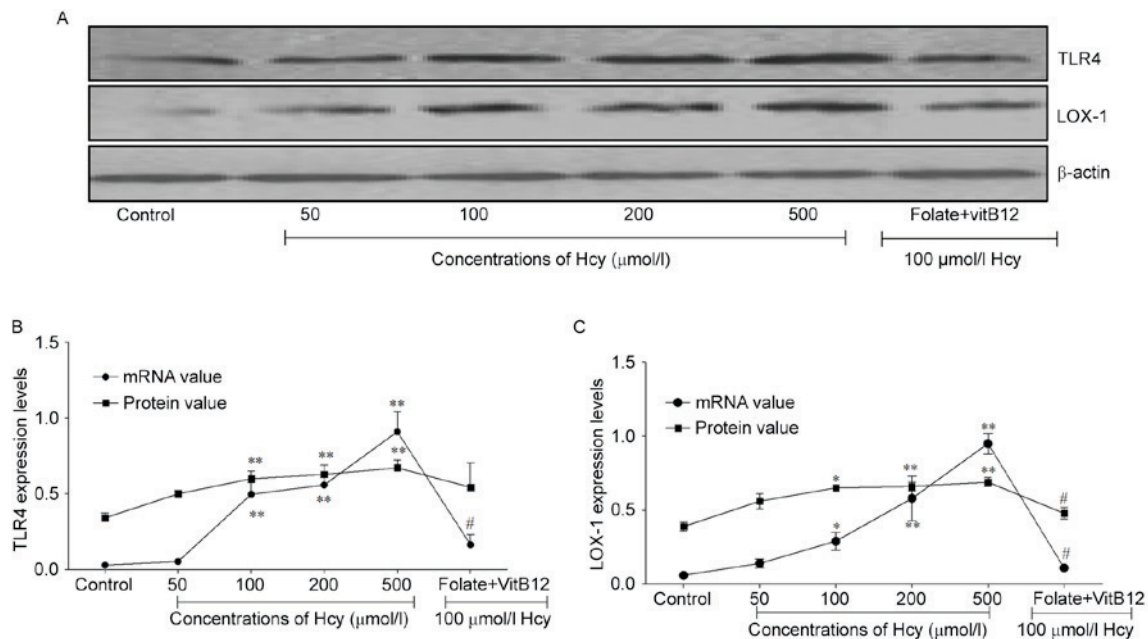 A
TLR4
LOX-1
β-actin
Control 50 100 200 500 Folate+vitB12
Concentrations of Hcy (μmol/l) 100 μmol/l Hcy
B
1.5
1.0
0.5
0.0
TLR4 expression levels
mRNA value
Protein value
** ** ** ** ** ** #
Control 50 100 200 500 Folate+VitB12
Concentrations of Hcy (μmol/l) 100 μmol/l Hcy
C
1.5
1.0
0.5
0.0
LOX-1 expression levels
mRNA value
Protein value
* * ** ** ** ** # #
Control 50 100 200 500 Folate+VitB12
Concentrations of Hcy (μmol/l) 100 μmol/l Hcy